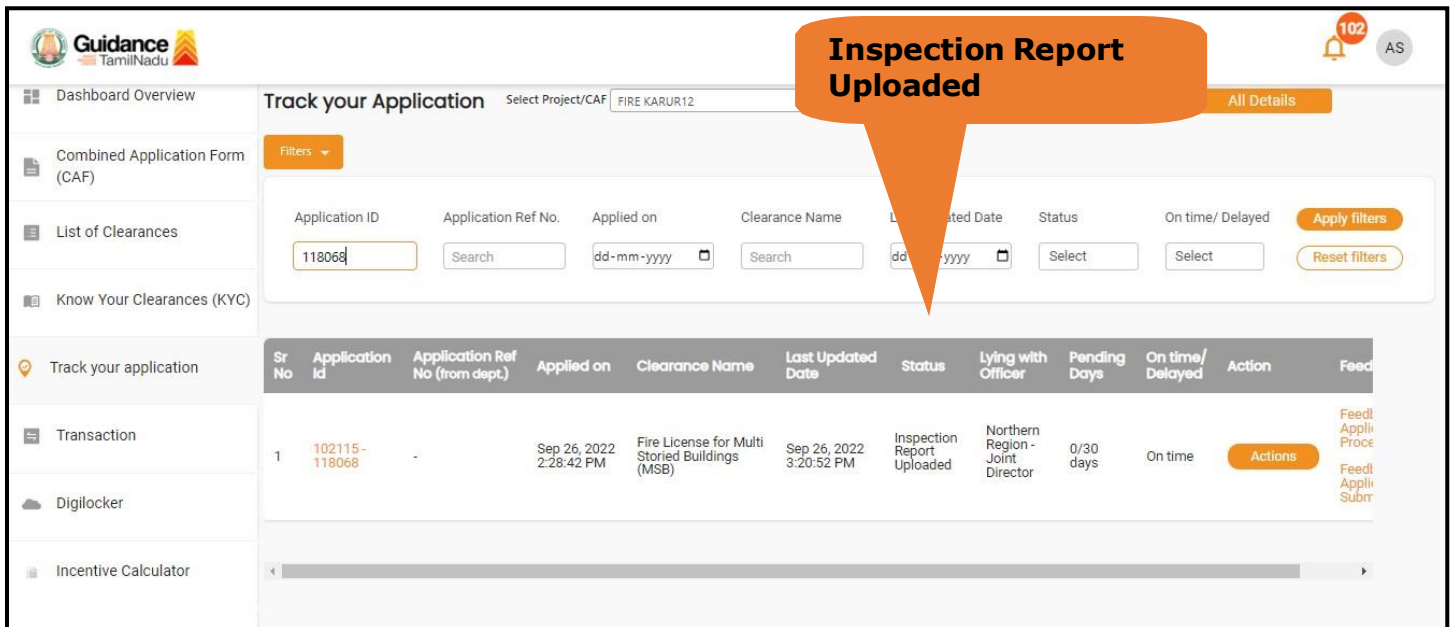 Guidance
TamilNadu
Inspection Report
Uploaded
102
AS
Dashboard Overview
Track your Application
Select Project/CAF
FIRE KARUR12
All Details
Combined Application Form
(CAF)
Filters
List of Clearances
Application ID
Application Ref No.
Applied on
Clearance Name
Date
Status
On time/ Delayed
Apply filters
118068
Search
dd-mm-yyyy
Search
dd
yyyy
Select
Select
Reset filters
Know Your Clearances (KYC)
Track your application
Sr
No
Application
Id
Application Ref
No (from dept.)
Applied on
Clearance Name
Last Updated
Date
Status
Lying with
Officer
Pending
Days
On time/
Delayed
Action
Transaction
1
102115 -
118068
-
Sep 26, 2022
2:28:42 PM
Fire License for Multi
Storied Buildings
(MSB)
Sep 26, 2022
3:20:52 PM
Inspection
Report
Uploaded
Northern
Region -
Joint
Director
0/30
days
On time
Actions
Digilocker
Incentive Calculator